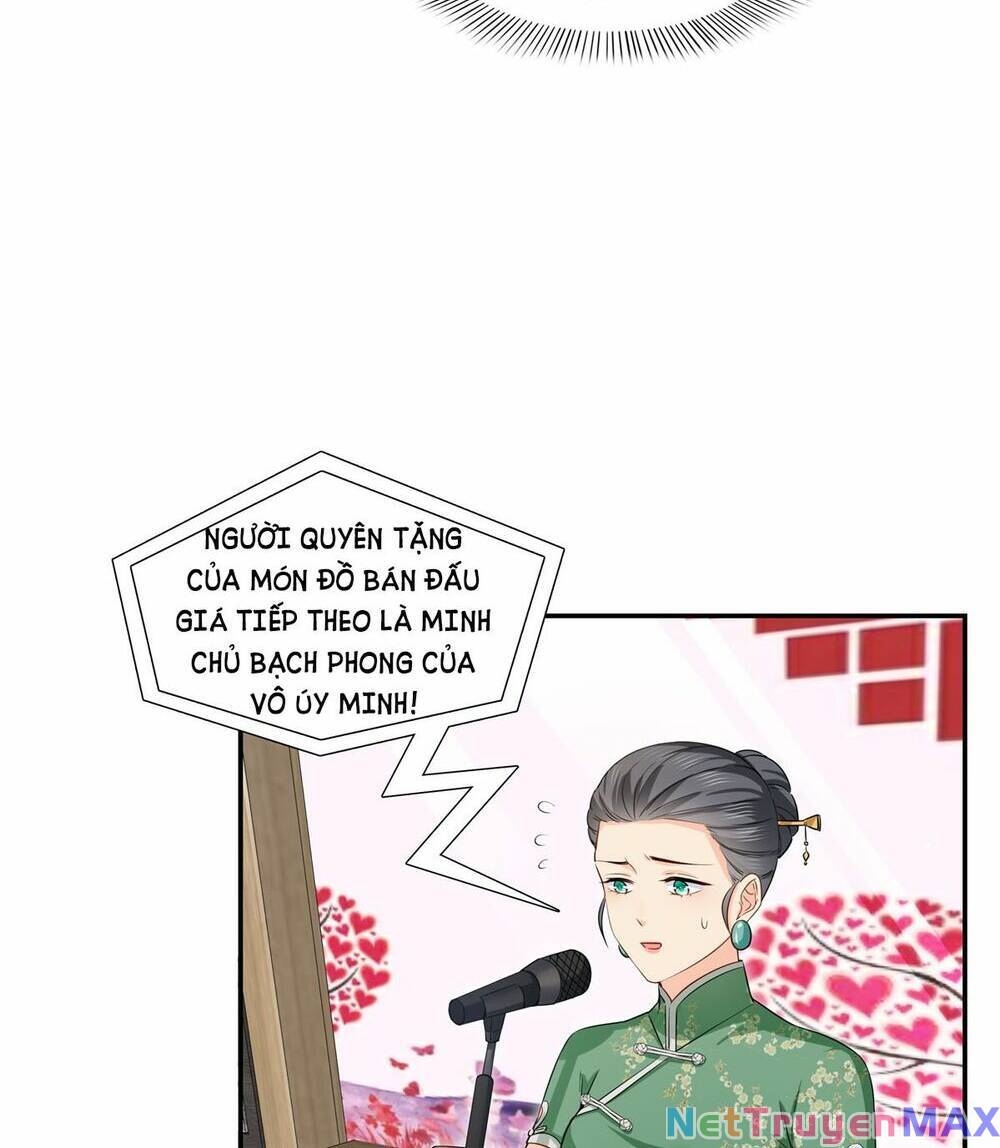 NGƯỜI QUYÊN TẶNG
CỦA MÓN ĐỒ BÁN ĐẤU
GIÁ TIẾP THEO LÀ MINH
CHỦ BẠCH PHONG CỦA
VÔ ÚY MINH!
NETTRUYENMAX